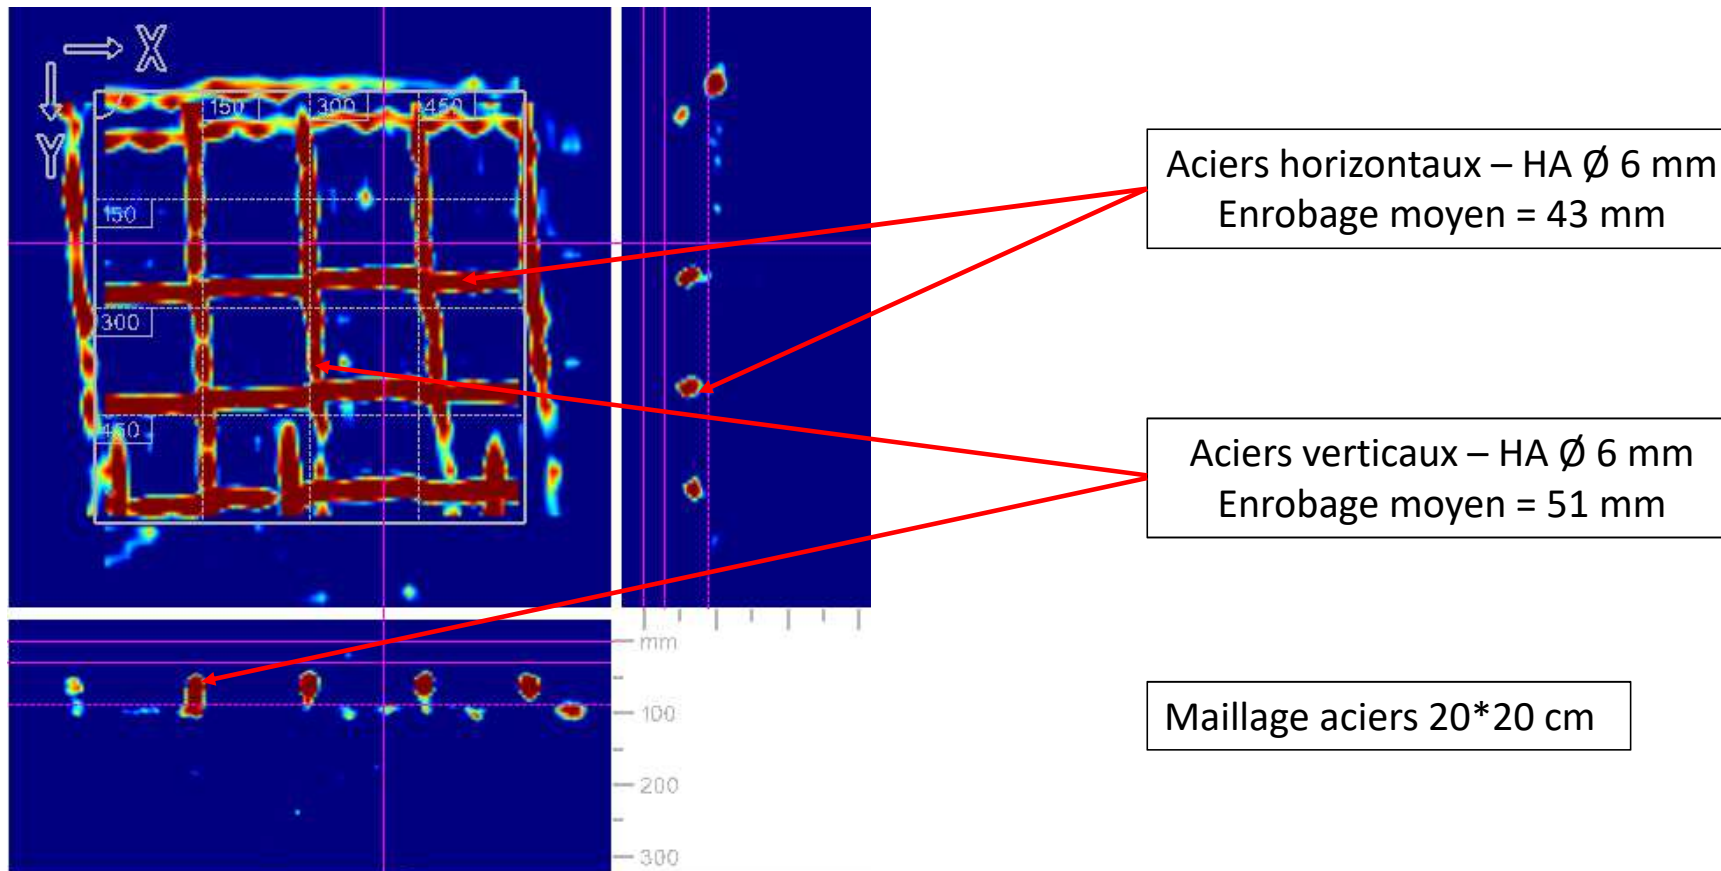 X
Y
150
300
450
150
300
450
mm
100
200
300
Aciers horizontaux – HA Ø 6 mm
Enrobage moyen = 43 mm
Aciers verticaux – HA Ø 6 mm
Enrobage moyen = 51 mm
Maillage aciers 20*20 cm